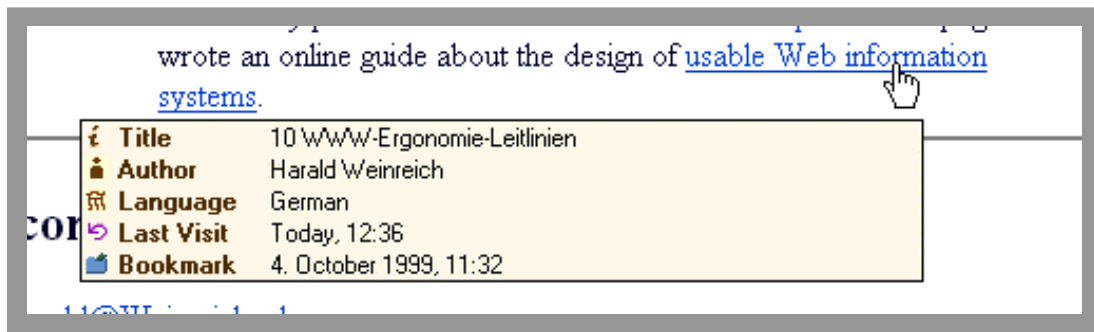 wrote an online guide about the design of usable Web information
systems.
Title 10 WWW-Ergonomie-Leitlinien
Author Harald Weinreich
Language German
Last Visit Today, 12:36
Bookmark 4. October 1999, 11:32